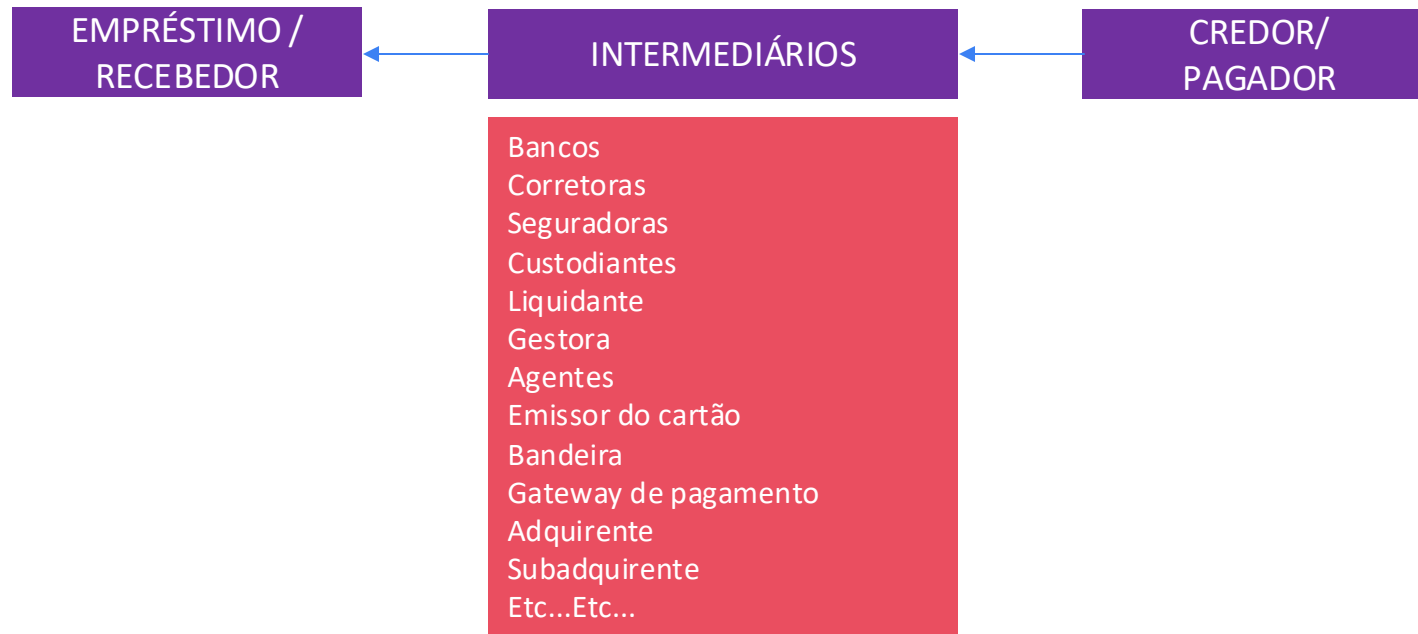 EMPRÉSTIMO /
RECEBEDOR
INTERMEDIÁRIOS
CREDOR/
PAGADOR
Bancos
Corretoras
Seguradoras
Custodiantes
Liquidante
Gestora
Agentes
Emissor do cartão
Bandeira
Gateway de pagamento
Adquirente
Subadquirente
Etc...Etc...